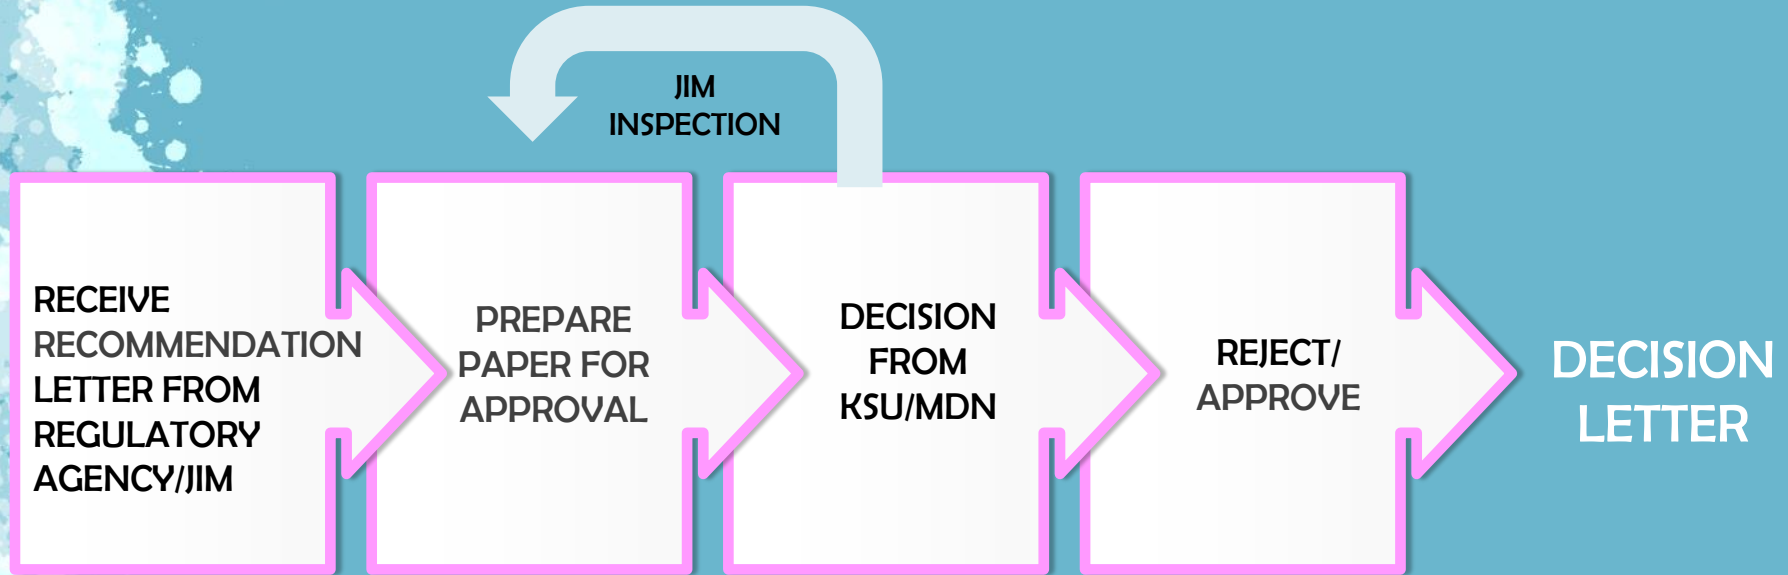 JIM
INSPECTION
RECEIVE
RECOMMENDATION
LETTER FROM
REGULATORY
AGENCY/JIM
PREPARE
PAPER FOR
APPROVAL
DECISION
FROM
KSU/MDN
REJECT/
APPROVE
DECISION
LETTER